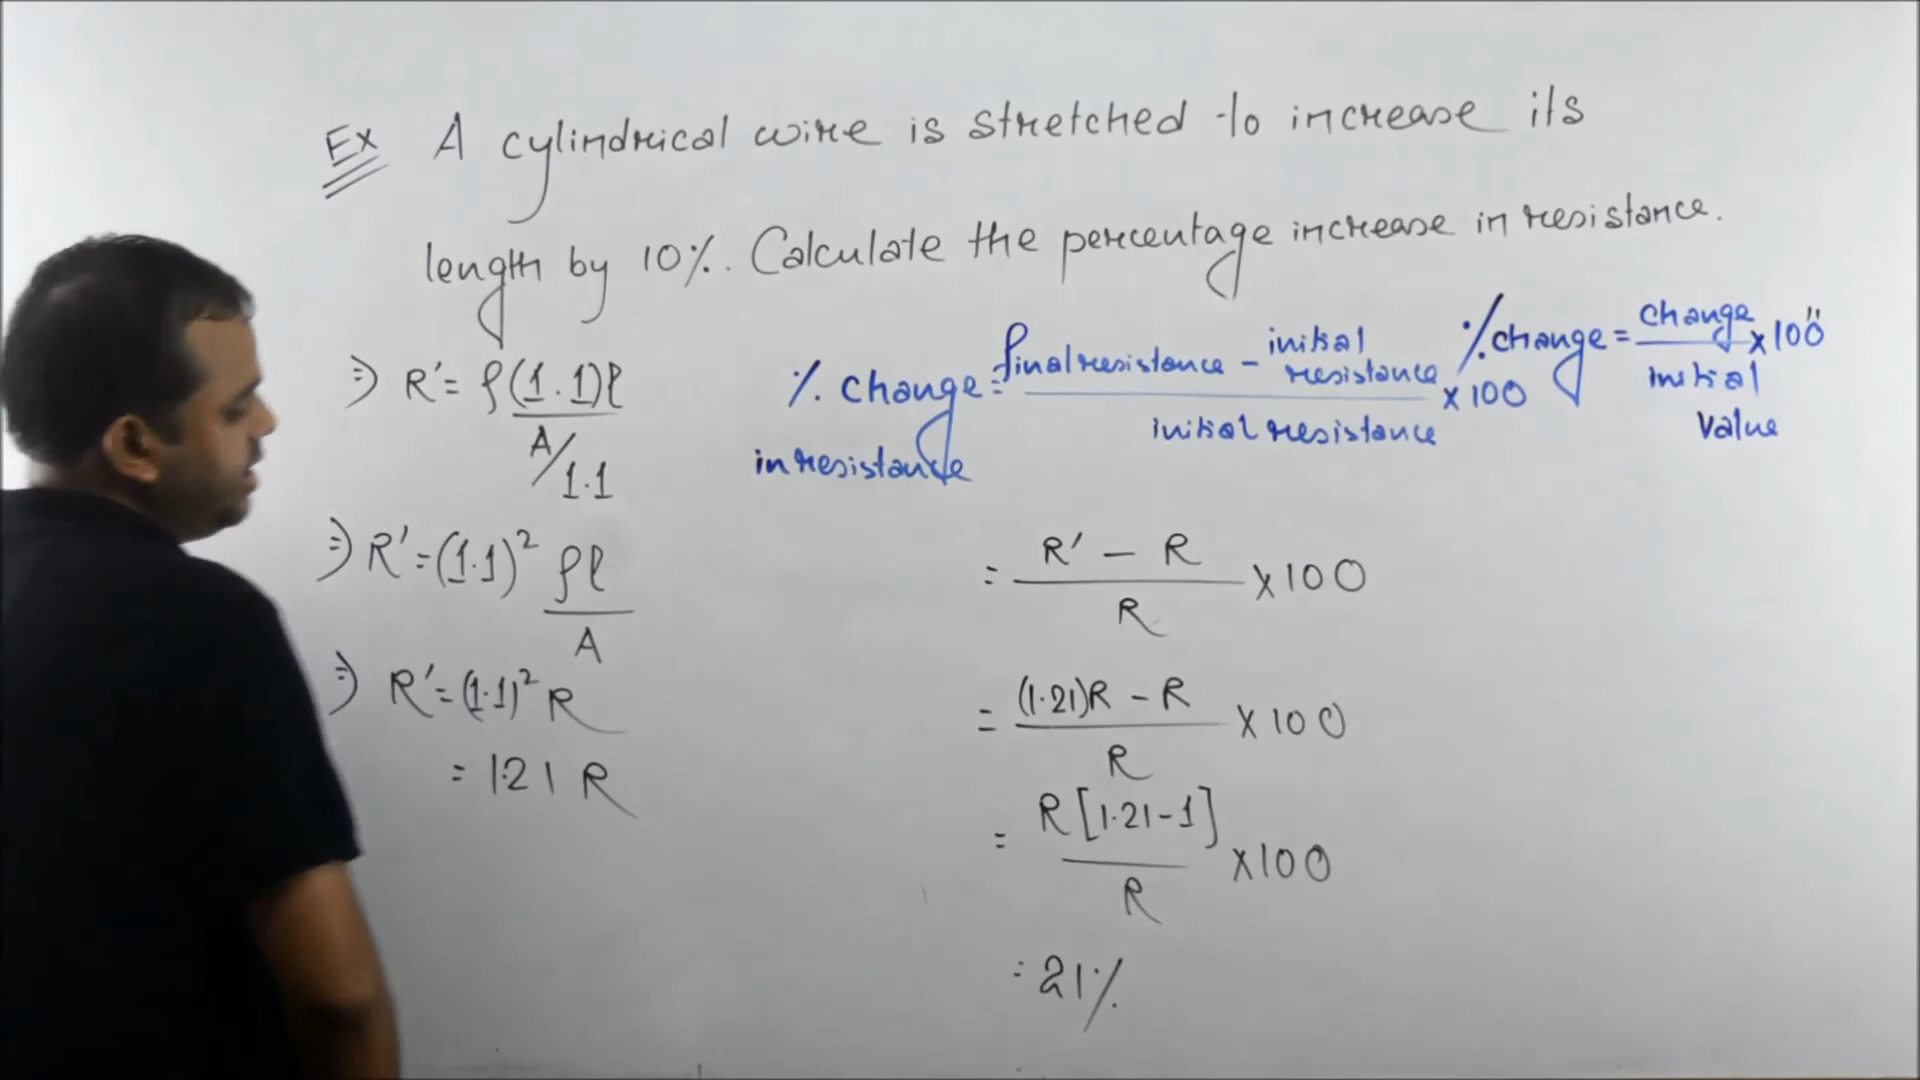 Ex A cylindrical wire is stretched to increase its
length by 10%. Calculate the percentage increase in resistance.
⇒ R' = ρ(1.1)l
A/1.1
⇒ R' = (1.1)² ρl
A
⇒ R' = (1.1)² R
= 1.21 R
% change = final resistance - initial resistance × 100
in resistance
initial resistance
% change = change × 100
initial
value
= R' - R × 100
R
= (1.21)R - R × 100
R
= R[1.21-1] × 100
R
= 21%